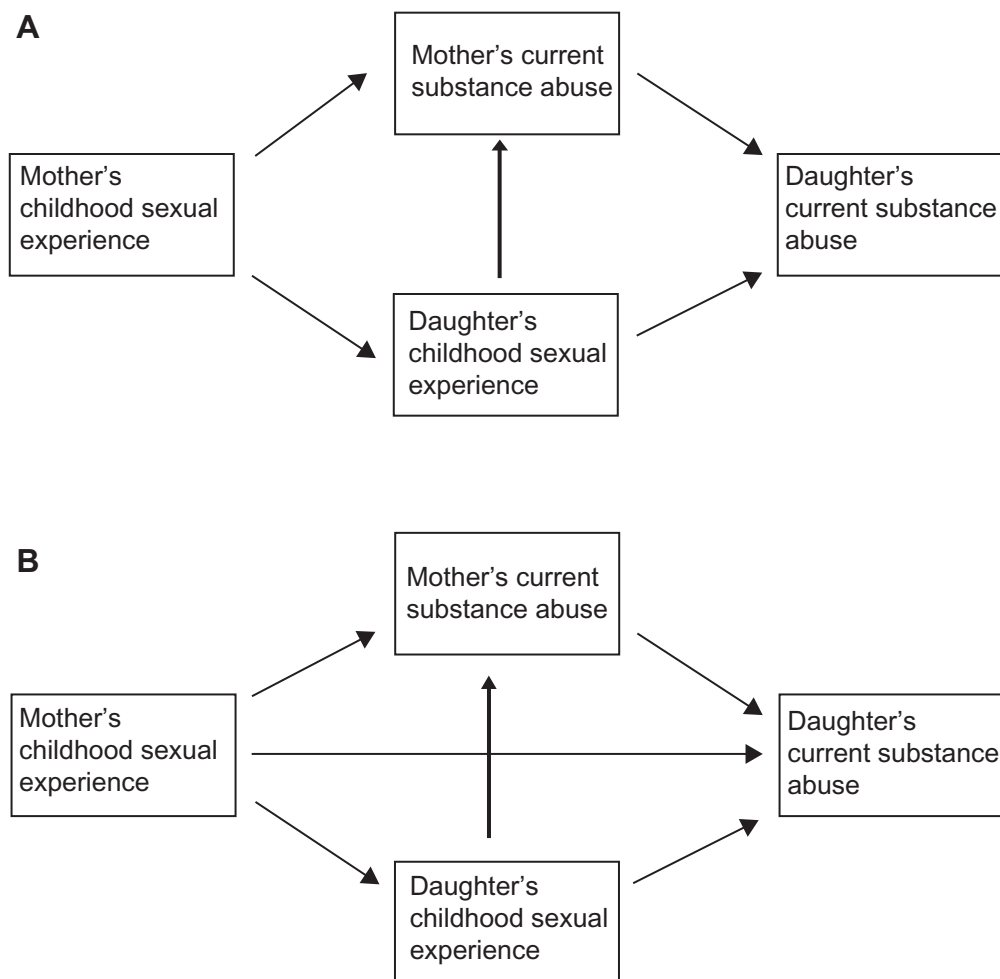 A
Mother’s current
substance abuse
Mother’s
childhood sexual
experience
Daughter’s
current substance
abuse
Daughter’s
childhood sexual
experience
B
Mother’s current
substance abuse
Mother’s
childhood sexual
experience
Daughter’s
current substance
abuse
Daughter’s
childhood sexual
experience